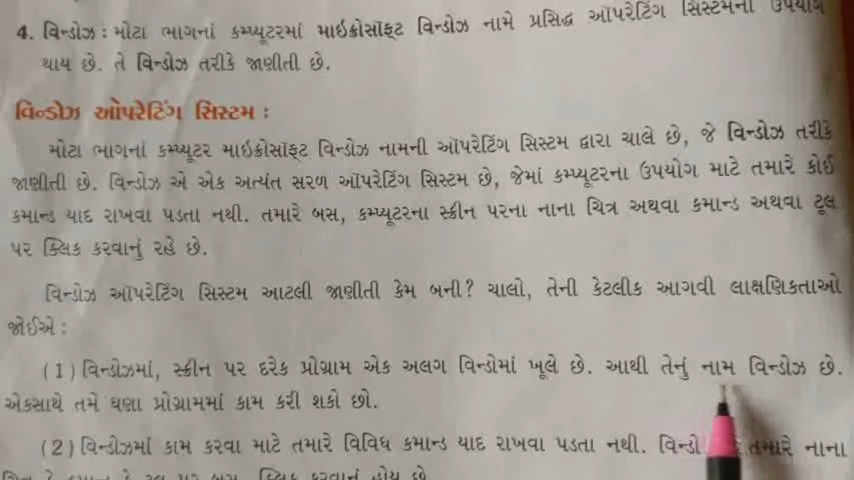 4. વિન્ડોઝ : મોટા ભાગનાં કમ્પ્યૂટરમાં માઇક્રોસૉફ્ટ વિન્ડોઝ નામે પ્રસિદ્ધ ઑપરેટિંગ સિસ્ટમનો ઉપયોગ
થાય છે. તે વિન્ડોઝ તરીકે જાણીતી છે.
વિન્ડોઝ ઑપરેટિંગ સિસ્ટમ :
મોટા ભાગનાં કમ્પ્યૂટર માઇક્રોસૉફ્ટ વિન્ડોઝ નામની ઑપરેટિંગ સિસ્ટમ દ્વારા ચાલે છે, જે વિન્ડોઝ તરીકે
જાણીતી છે. વિન્ડોઝ એ એક અત્યંત સરળ ઑપરેટિંગ સિસ્ટમ છે, જેમાં કમ્પ્યૂટરના ઉપયોગ માટે તમારે કોઈ
કમાન્ડ યાદ રાખવા પડતા નથી. તમારે બસ, કમ્પ્યૂટરના સ્ક્રીન પરના નાના ચિત્ર અથવા કમાન્ડ અથવા ટૂલ
પર ક્લિક કરવાનું રહે છે.
વિન્ડોઝ ઑપરેટિંગ સિસ્ટમ આટલી જાણીતી કેમ બની? ચાલો, તેની કેટલીક આગવી લાક્ષણિકતાઓ
જોઈએ :
(1) વિન્ડોઝમાં, સ્ક્રીન પર દરેક પ્રોગ્રામ એક અલગ વિન્ડોમાં ખૂલે છે. આથી તેનું નામ વિન્ડોઝ છે.
એકસાથે તમે ઘણા પ્રોગ્રામમાં કામ કરી શકો છો.
(2) વિન્ડોઝમાં કામ કરવા માટે તમારે વિવિધ કમાન્ડ યાદ રાખવા પડતા નથી. તમારે નાના
પર બસ, ક્લિક કરવાનું હોય છે